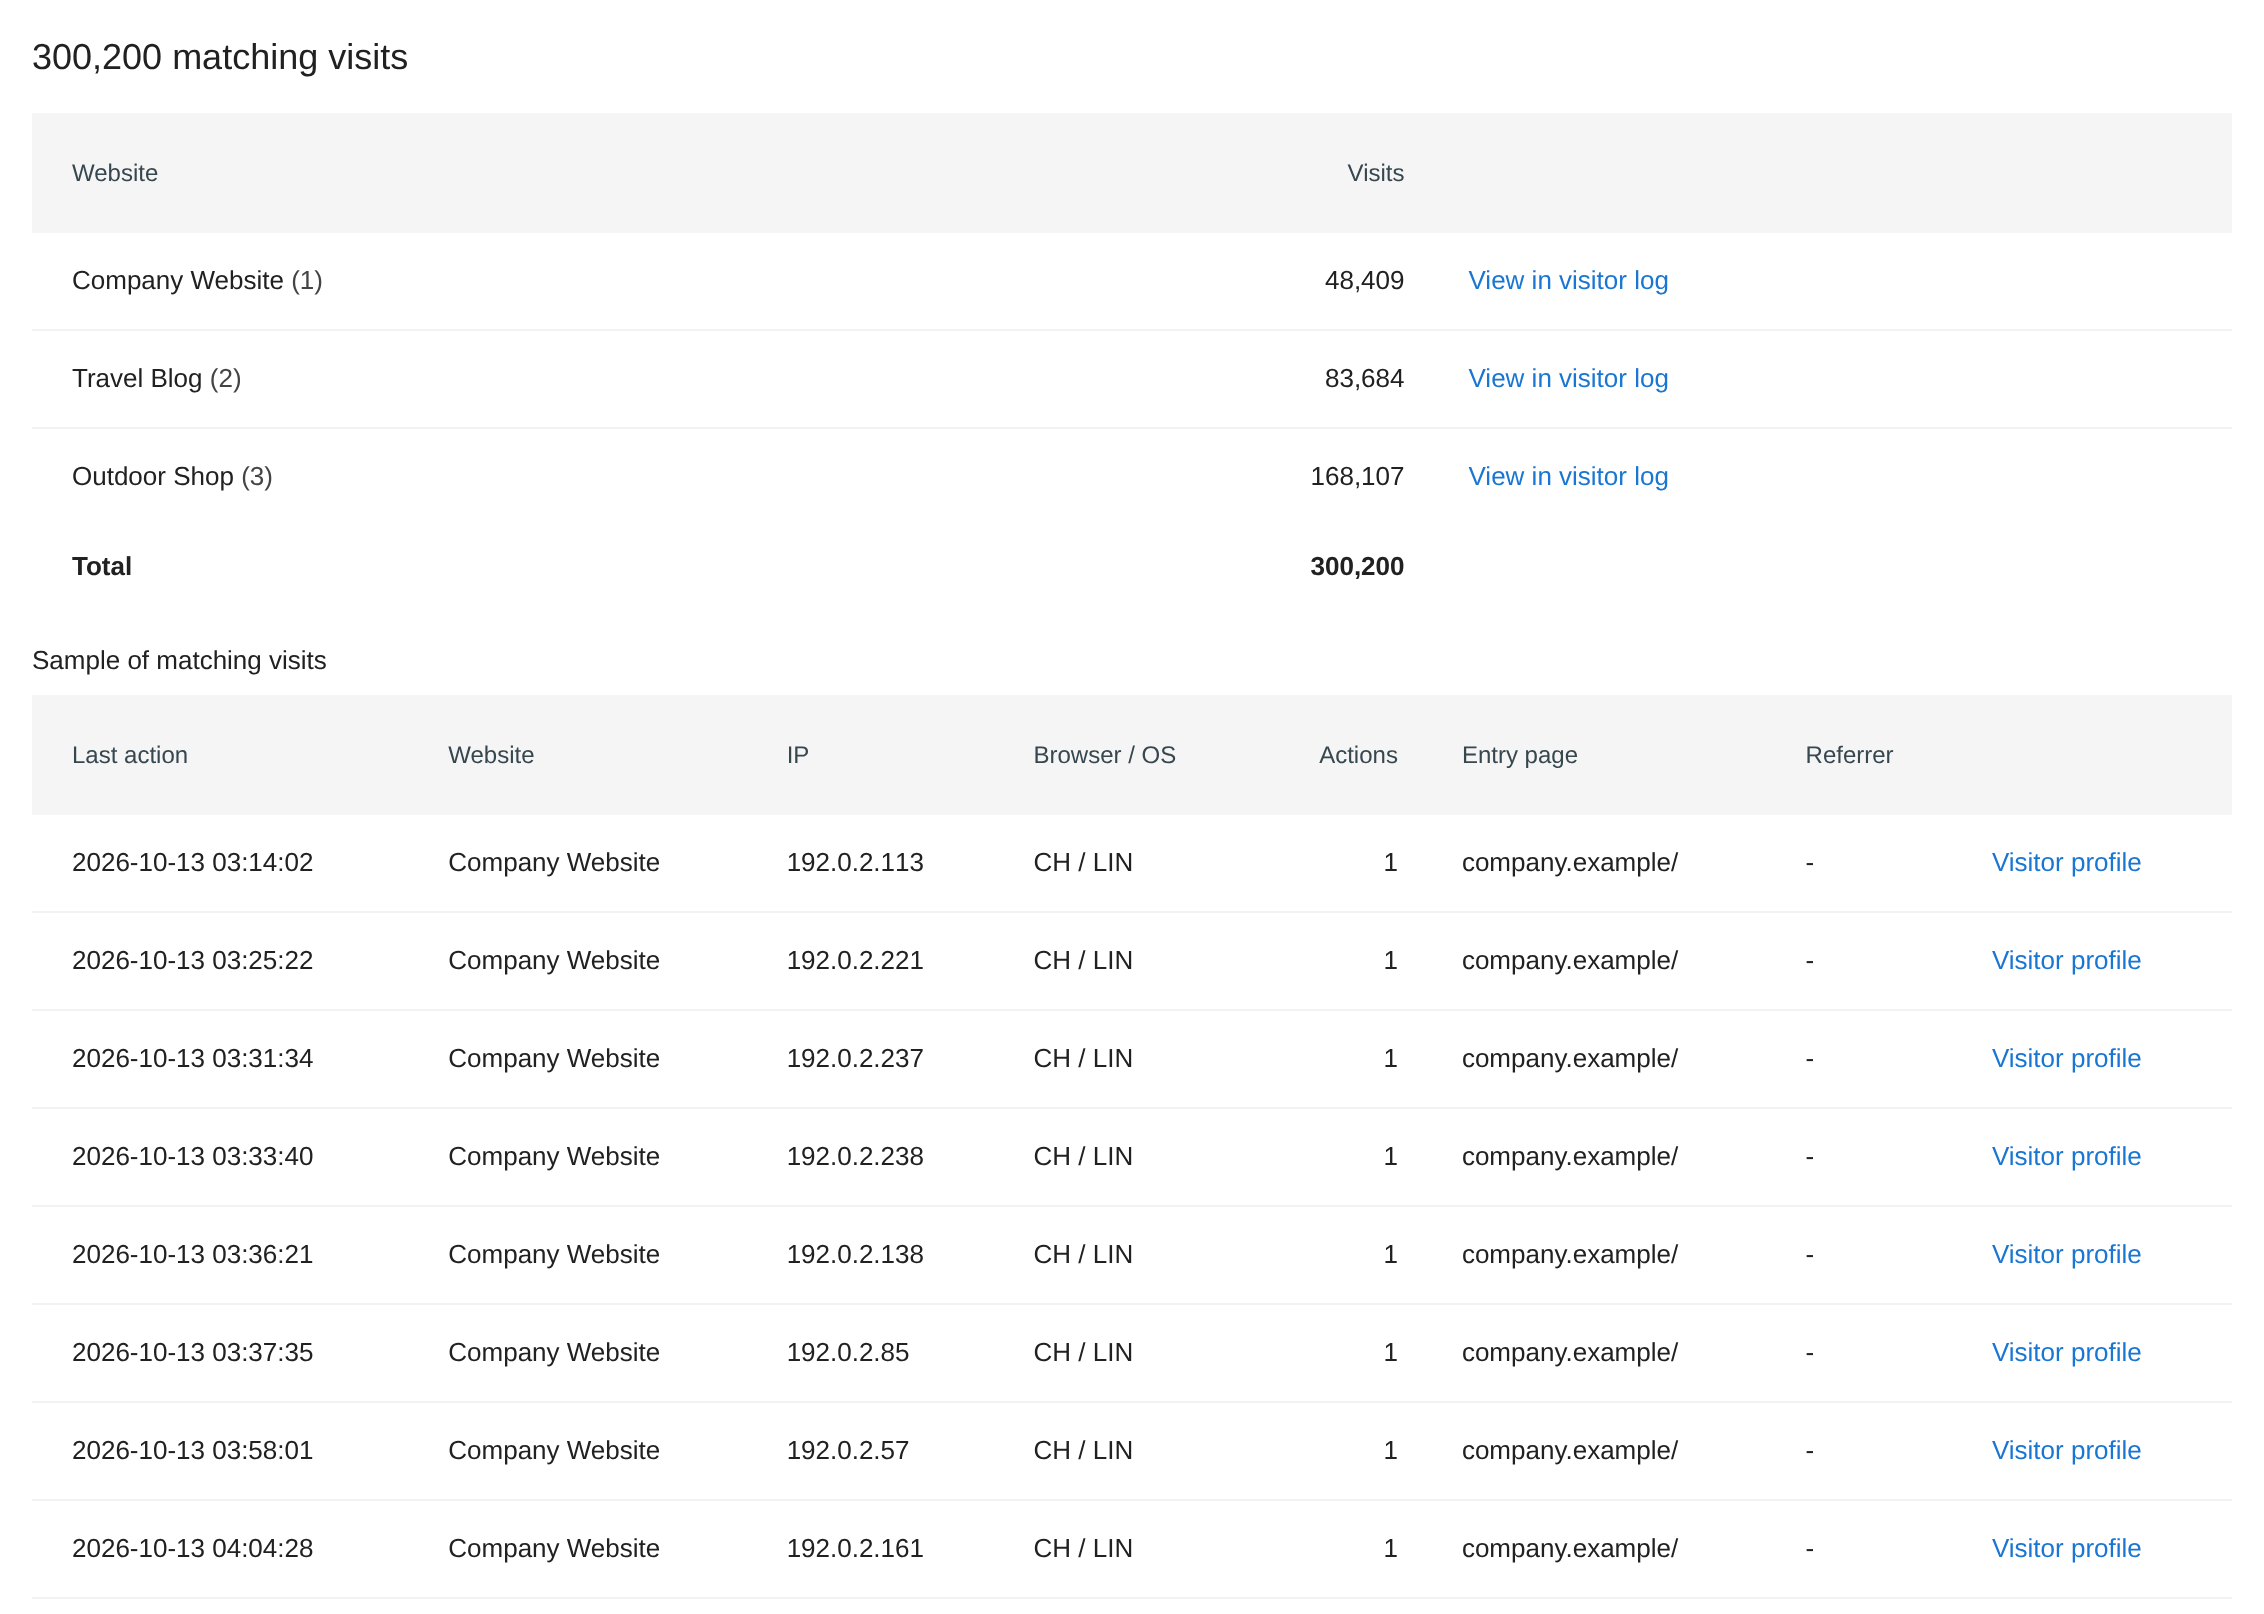 300,200 matching visits
Website Visits
Company Website (1) 48,409 View in visitor log
Travel Blog (2) 83,684 View in visitor log
Outdoor Shop (3) 168,107 View in visitor log
Total 300,200
Sample of matching visits
Last action Website IP Browser / OS Actions Entry page Referrer
2026-10-13 03:14:02 Company Website 192.0.2.113 CH / LIN 1 company.example/ - Visitor profile
2026-10-13 03:25:22 Company Website 192.0.2.221 CH / LIN 1 company.example/ - Visitor profile
2026-10-13 03:31:34 Company Website 192.0.2.237 CH / LIN 1 company.example/ - Visitor profile
2026-10-13 03:33:40 Company Website 192.0.2.238 CH / LIN 1 company.example/ - Visitor profile
2026-10-13 03:36:21 Company Website 192.0.2.138 CH / LIN 1 company.example/ - Visitor profile
2026-10-13 03:37:35 Company Website 192.0.2.85 CH / LIN 1 company.example/ - Visitor profile
2026-10-13 03:58:01 Company Website 192.0.2.57 CH / LIN 1 company.example/ - Visitor profile
2026-10-13 04:04:28 Company Website 192.0.2.161 CH / LIN 1 company.example/ - Visitor profile